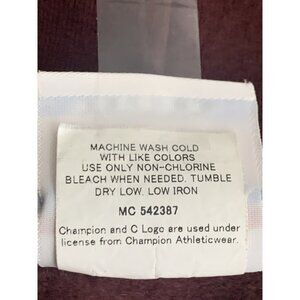 MACHINE WASH COLD
WITH LIKE COLORS
USE ONLY NON-CHLORINE
BLEACH WHEN NEEDED. TUMBLE
DRY LOW. LOW IRON
MC 542387
Champion and C Logo are used under
license from Champion Athleticwear.